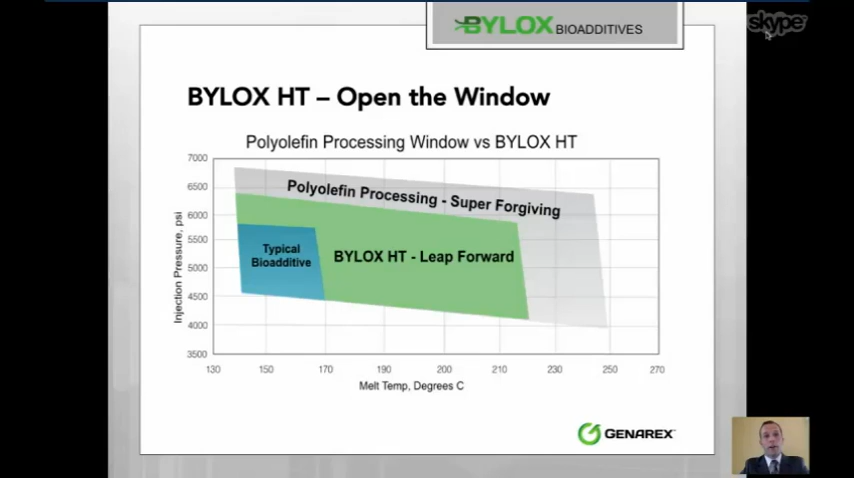 BYLOX BIOADDITIVES
skype
BYLOX HT – Open the Window
Polyolefin Processing Window vs BYLOX HT
7000
6500
6000
5500
5000
4500
4000
3500
Injection Pressure, psi
Polyolefin Processing - Super Forgiving
Typical
Bioadditive
BYLOX HT - Leap Forward
130 150 170 190 200 210 230 250 270
Melt Temp, Degrees C
GENAREX